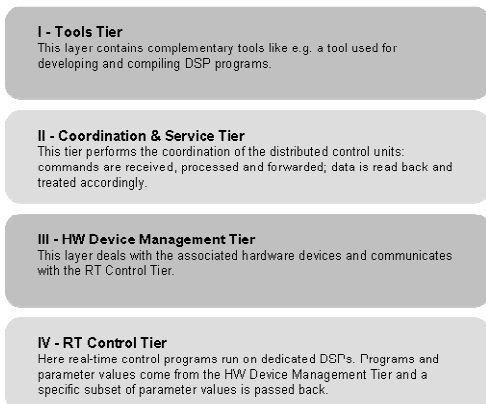 I - Tools Tier
This layer contains complementary tools like e.g. a tool used for
developing and compiling DSP programs.
II - Coordination & Service Tier
This tier performs the coordination of the distributed control units:
commands are received, processed and forwarded; data is read back and
treated accordingly.
III - HW Device Management Tier
This layer deals with the associated hardware devices and communicates
with the RT Control Tier.
IV - RT Control Tier
Here real-time control programs run on dedicated DSPs. Programs and
parameter values come from the HW Device Management Tier and a
specific subset of parameter values is passed back.